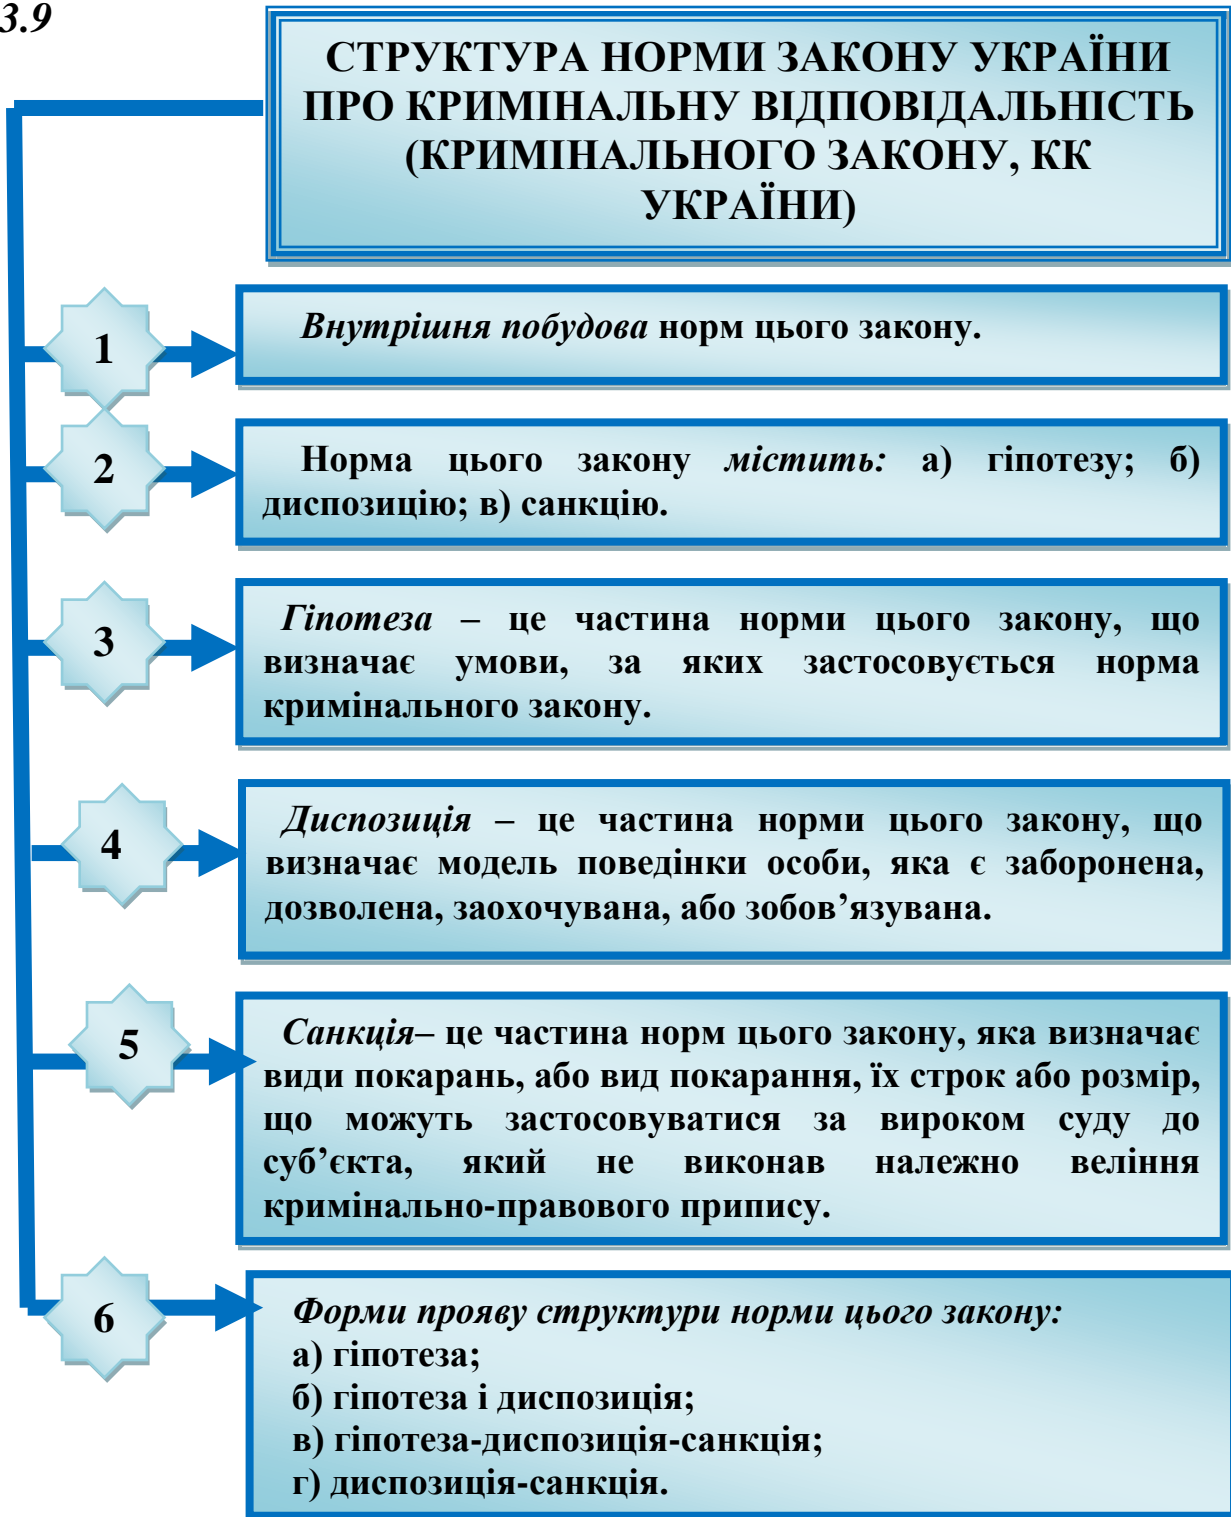 3.9
СТРУКТУРА НОРМИ ЗАКОНУ УКРАЇНИ
ПРО КРИМІНАЛЬНУ ВІДПОВІДАЛЬНІСТЬ
(КРИМІНАЛЬНОГО ЗАКОНУ, КК
УКРАЇНИ)
1
Внутрішня побудова норм цього закону.
2
Норма цього закону містить: а) гіпотезу; б)
диспозицію; в) санкцію.
3
Гіпотеза – це частина норми цього закону, що
визначає умови, за яких застосовується норма
кримінального закону.
4
Диспозиція – це частина норми цього закону, що
визначає модель поведінки особи, яка є заборонена,
дозволена, заохочувана, або зобов’язувана.
5
Санкція– це частина норм цього закону, яка визначає
види покарань, або вид покарання, їх строк або розмір,
що можуть застосовуватися за вироком суду до
суб’єкта, який не виконав належно веління
кримінально-правового припису.
6
Форми прояву структури норми цього закону:
а) гіпотеза;
б) гіпотеза і диспозиція;
в) гіпотеза-диспозиція-санкція;
г) диспозиція-санкція.